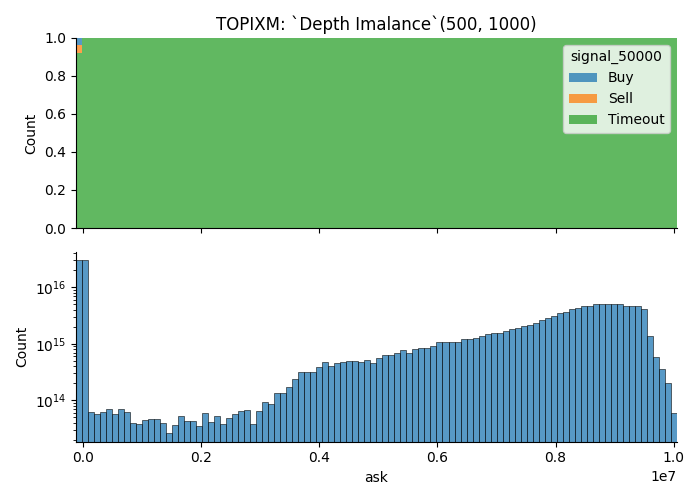 TOPIXM: `Depth Imalance`(500, 1000)
1.0
0.8
0.6
0.4
0.2
0.0
Count
signal_50000
Buy
Sell
Timeout
10^16
10^15
10^14
Count
0.0 0.2 0.4 0.6 0.8 1.0
1e7
ask